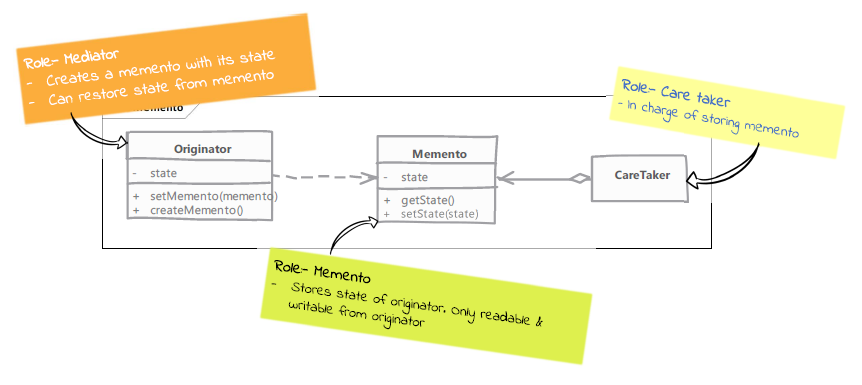 Role:- Mediator
- Creates a memento with its state
- Can restore state from memento
Memento
Role:- Care taker
- In charge of storing memento
Originator
- state
+ setMemento(memento)
+ createMemento()
Memento
- state
+ getState()
+ setState(state)
CareTaker
Role:- Memento
- Stores state of originator, only readable &
writable from originator